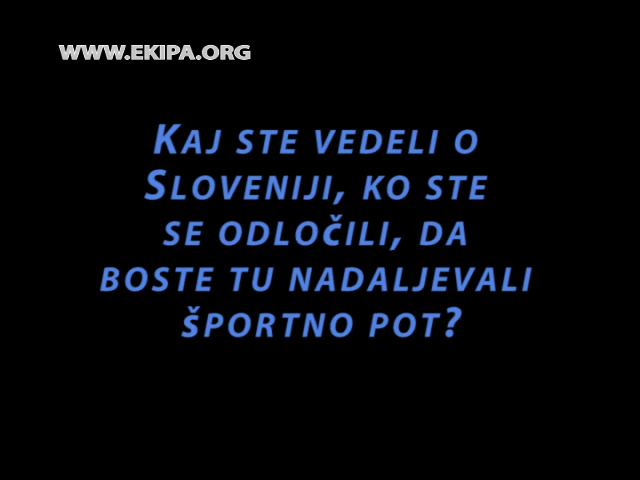 WWW.EKIPA.ORG
KAJ STE VEDELI O
SLOVENIJI, KO STE
SE ODLOČILI, DA
BOSTE TU NADALJEVALI
ŠPORTNO POT?